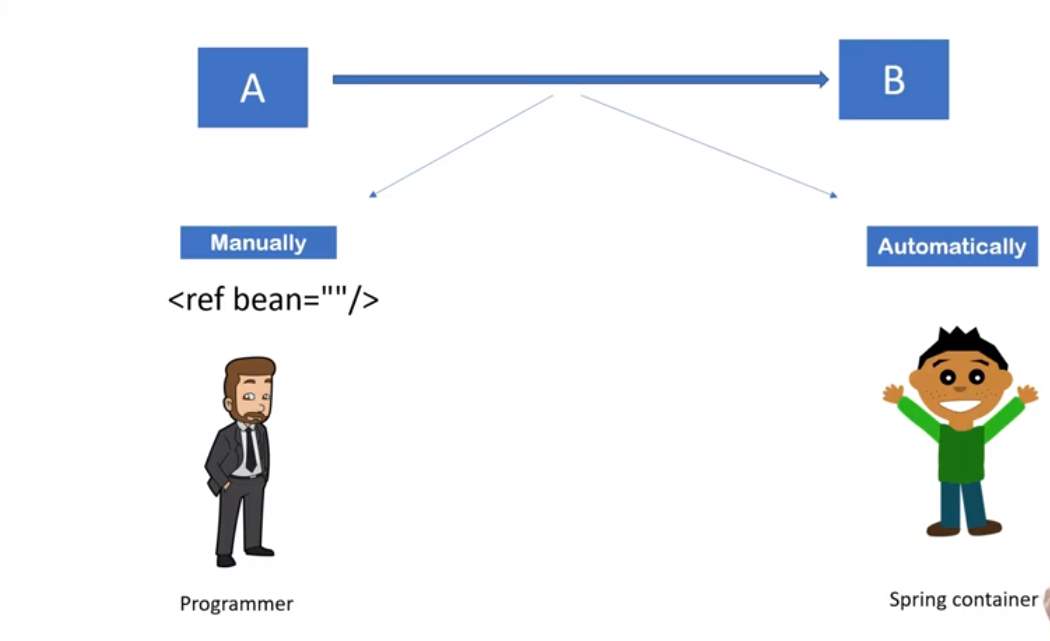 A
B
Manually
Automatically
<ref bean=""/>
Programmer
Spring container